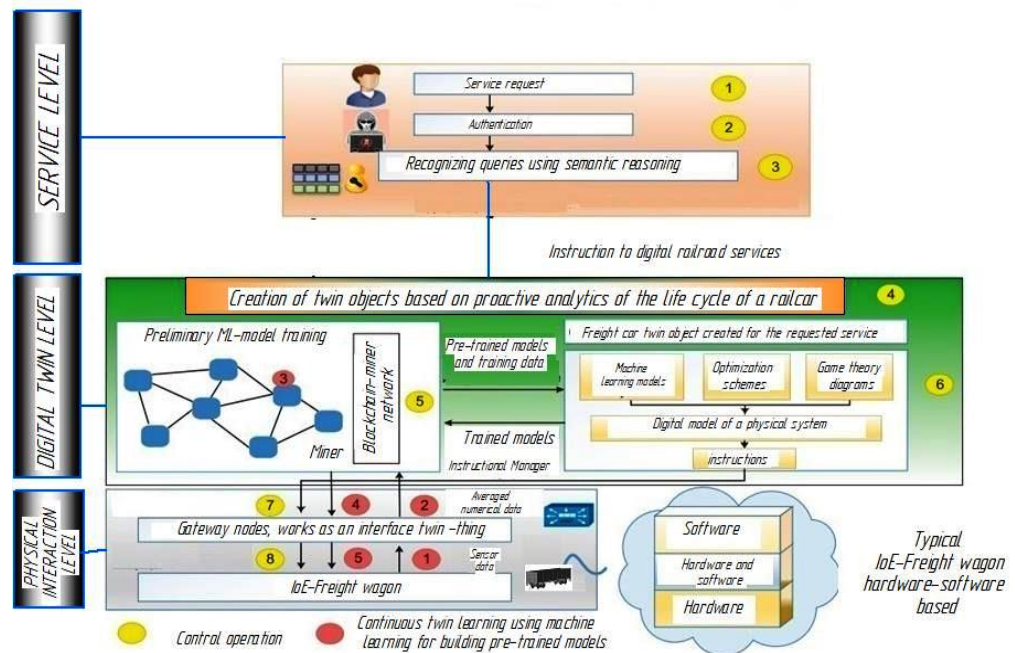 SERVICE LEVEL
Service request
1
Authentication
2
Recognizing queries using semantic reasoning
3
Instruction to digital railroad services
DIGITAL TWIN LEVEL
Creation of twin objects based on proactive analytics of the life cycle of a railcar
4
Preliminary ML-model training
3
Miner
Blockchain-miner
network
5
Pre-trained models
and training data
Trained models
Instructional Manager
Freight car twin object created for the requested service
Machine
learning models
Optimization
schemes
Game theory
diagrams
6
Digital model of a physical system
instructions
PHYSICAL
INTERACTION
LEVEL
7
4
2
Averaged
numerical data
Gateway nodes, works as an interface twin -thing
8
5
1
Sensor
data
IoE-Freight wagon
Software
Hardware and
software
Hardware
Typical
IoE-Freight wagon
hardware-software
based
Control operation
Continuous twin learning using machine
learning for building pre-trained models